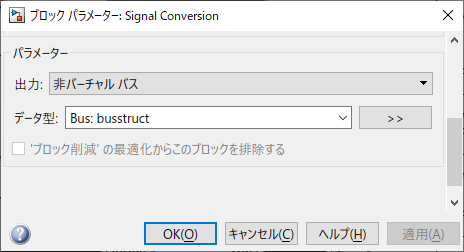 ブロック パラメーター: Signal Conversion
パラメーター
出力: 非バーチャル バス
データ型: Bus: busstruct >>
'ブロック削減' の最適化からこのブロックを排除する
OK(O) キャンセル(C) ヘルプ(H) 適用(A)